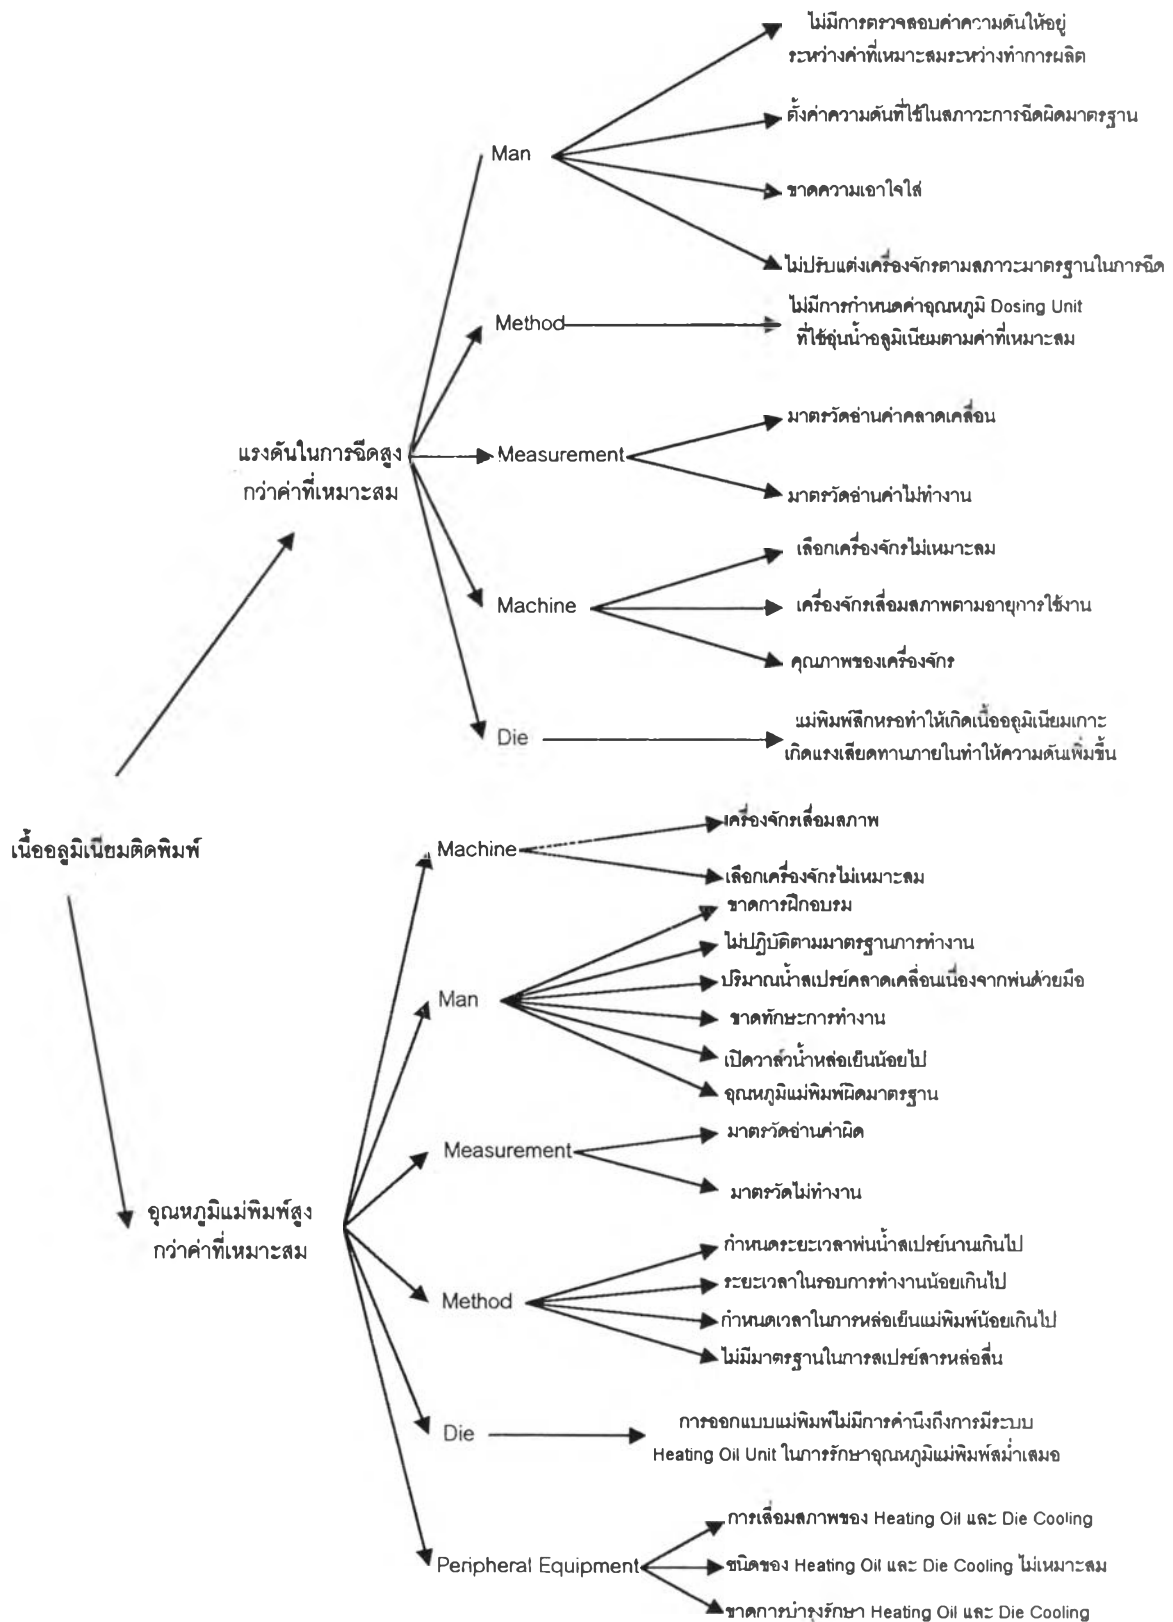 ไม่มีการตรวจสอบค่าความดันให้อยู่
ระหว่างค่าที่เหมาะสมระหว่างทำการผลิต
ตั้งค่าความดันที่ใช้ในสภาวะการฉีดผิดมาตรฐาน
Man
ขาดความเอาใจใส่
ไม่ปรับแต่งเครื่องจักรตามสภาวะมาตรฐานในการฉีด
Method
ไม่มีการกำหนดค่าอุณหภูมิ Dosing Unit
ที่ใช้อุ่นน้ำอลูมิเนียมตามค่าที่เหมาะสม
มาตรวัดอ่านค่าคลาดเคลื่อน
แรงดันในการฉีดสูง
กว่าค่าที่เหมาะสม
Measurement
มาตรวัดอ่านค่าไม่ทำงาน
เลือกเครื่องจักรไม่เหมาะสม
Machine
เครื่องจักรเสื่อมสภาพตามอายุการใช้งาน
คุณภาพของเครื่องจักร
Die
แม่พิมพ์สึกหรอทำให้เกิดเนื้ออลูมิเนียมเกาะ
เกิดแรงเสียดทานภายในทำให้ความดันเพิ่มขึ้น
เนื้ออลูมิเนียมติดพิมพ์
Machine
เครื่องจักรเสื่อมสภาพ
เลือกเครื่องจักรไม่เหมาะสม
ขาดการฝึกอบรม
ไม่ปฏิบัติตามมาตรฐานการทำงาน
ปริมาณน้ำสเปรย์คลาดเคลื่อนเนื่องจากพ่นด้วยมือ
Man
ขาดทักษะการทำงาน
เปิดวาล์วน้ำหล่อเย็นน้อยไป
อุณหภูมิแม่พิมพ์ผิดมาตรฐาน
Measurement
มาตรวัดอ่านค่าผิด
มาตรวัดไม่ทำงาน
อุณหภูมิแม่พิมพ์สูง
กว่าค่าที่เหมาะสม
กำหนดระยะเวลาพ่นน้ำสเปรย์นานเกินไป
ระยะเวลาในรอบการทำงานน้อยเกินไป
Method
กำหนดเวลาในการหล่อเย็นแม่พิมพ์น้อยเกินไป
ไม่มีมาตรฐานในการสเปรย์สารหล่อลื่น
Die
การออกแบบแม่พิมพ์ไม่มีการคำนึงถึงการมีระบบ
Heating Oil Unit ในการรักษาอุณหภูมิแม่พิมพ์สม่ำเสมอ
การเสื่อมสภาพของ Heating Oil และ Die Cooling
Peripheral Equipment
ชนิดของ Heating Oil และ Die Cooling ไม่เหมาะสม
ขาดการบำรุงรักษา Heating Oil และ Die Cooling